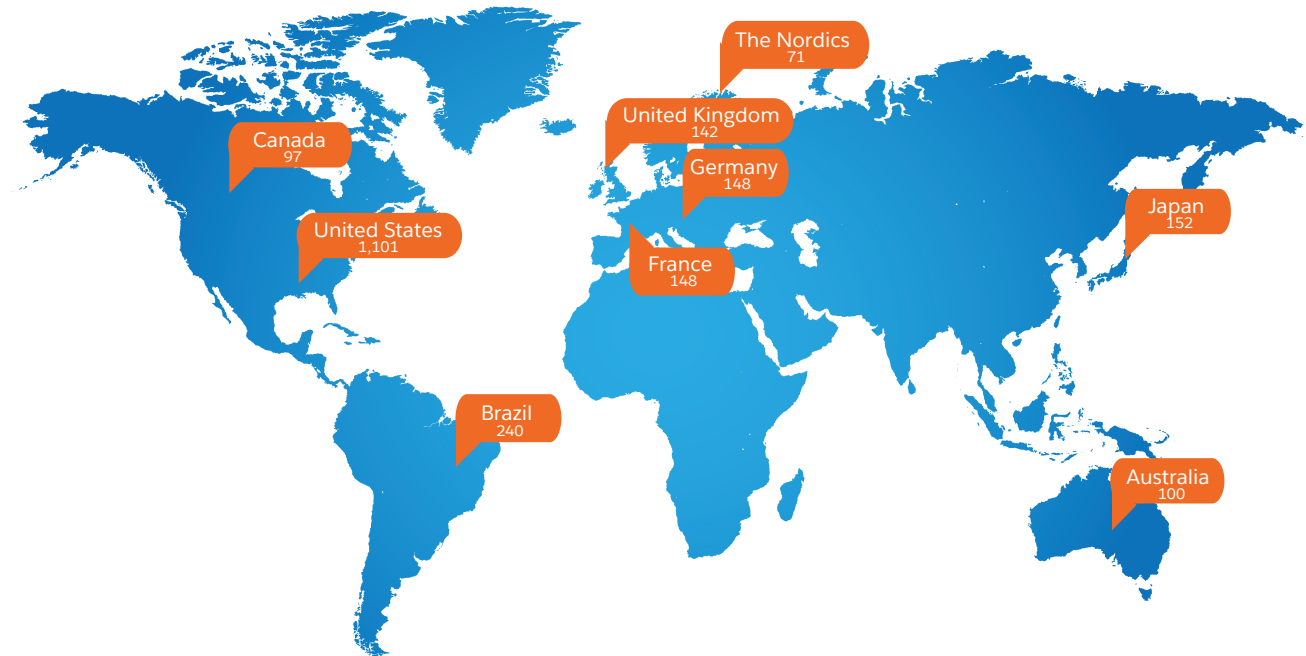 The Nordics
71
United Kingdom
142
Canada
97
Germany
148
Japan
152
United States
1,101
France
148
Brazil
240
Australia
100